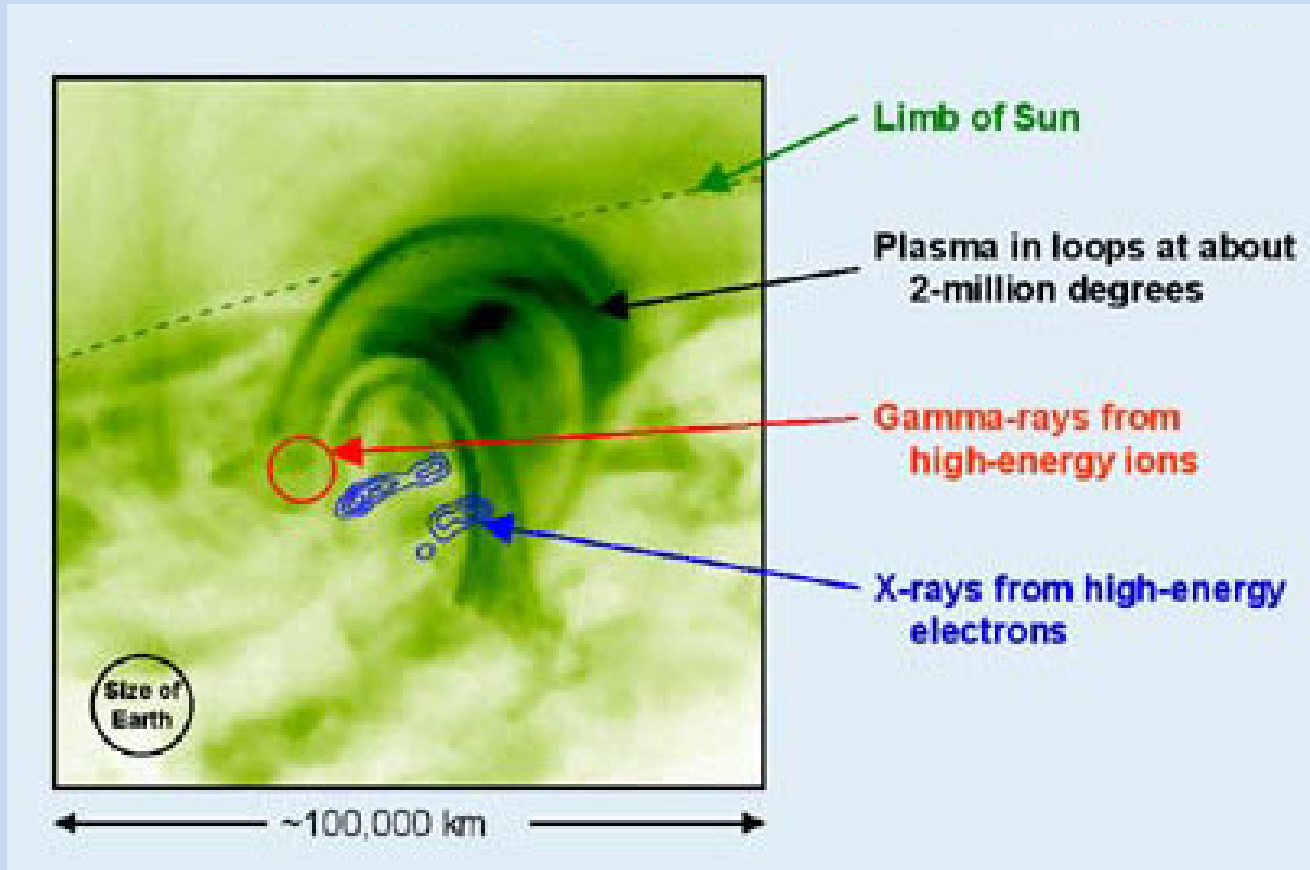 Limb of Sun
Plasma in loops at about
2-million degrees
Gamma-rays from
high-energy ions
X-rays from high-energy
electrons
Size of
Earth
~100,000 km